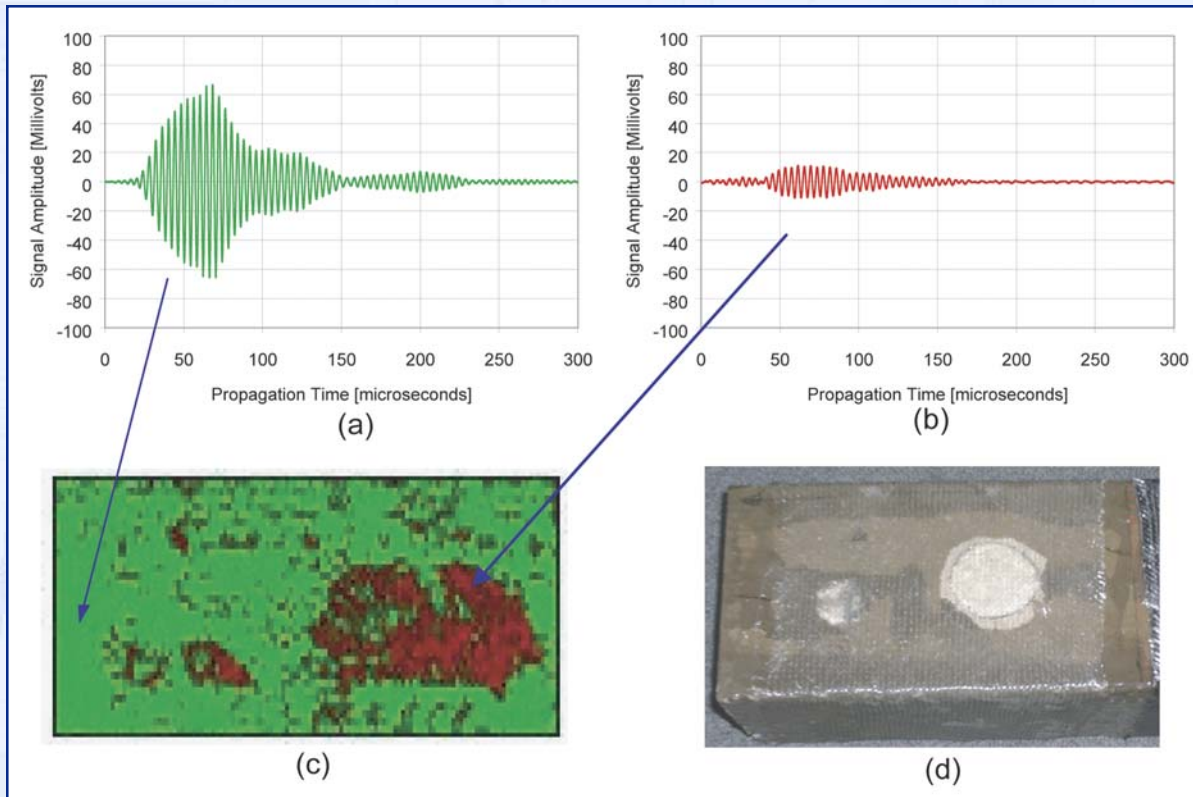 Signal Amplitude [Millivolts]
100
80
60
40
20
0
-20
-40
-60
-80
-100
0 50 100 150 200 250 300
Propagation Time [microseconds]
(a)
Signal Amplitude [Millivolts]
100
80
60
40
20
0
-20
-40
-60
-80
-100
0 50 100 150 200 250 300
Propagation Time [microseconds]
(b)
(c)
(d)